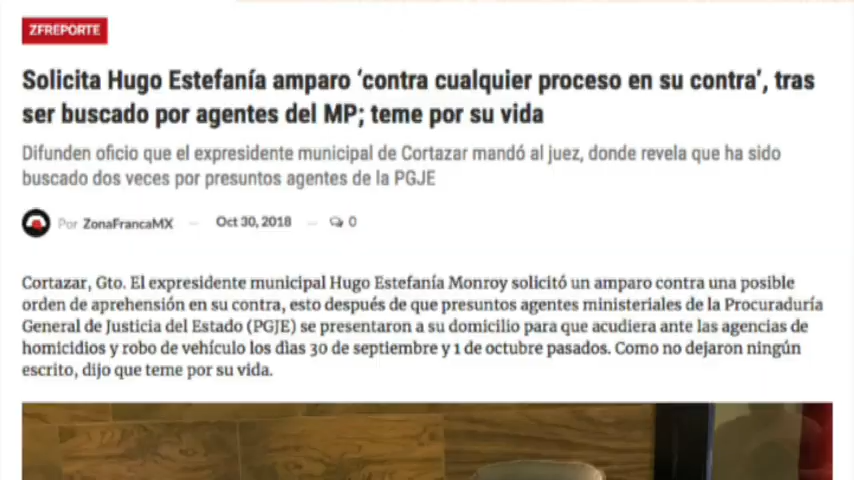 ZFREPORTE
Solicita Hugo Estefanía amparo ‘contra cualquier proceso en su contra’, tras
ser buscado por agentes del MP; teme por su vida
Difunden oficio que el expresidente municipal de Cortazar mandó al juez, donde revela que ha sido
buscado dos veces por presuntos agentes de la PGJE
Por ZonaFrancaMX — Oct 30, 2018 — 0
Cortazar, Gto. El expresidente municipal Hugo Estefanía Monroy solicitó un amparo contra una posible
orden de aprehensión en su contra, esto después de que presuntos agentes ministeriales de la Procuraduría
General de Justicia del Estado (PGJE) se presentaron a su domicilio para que acudiera ante las agencias de
homicidios y robo de vehículo los días 30 de septiembre y 1 de octubre pasados. Como no dejaron ningún
escrito, dijo que teme por su vida.